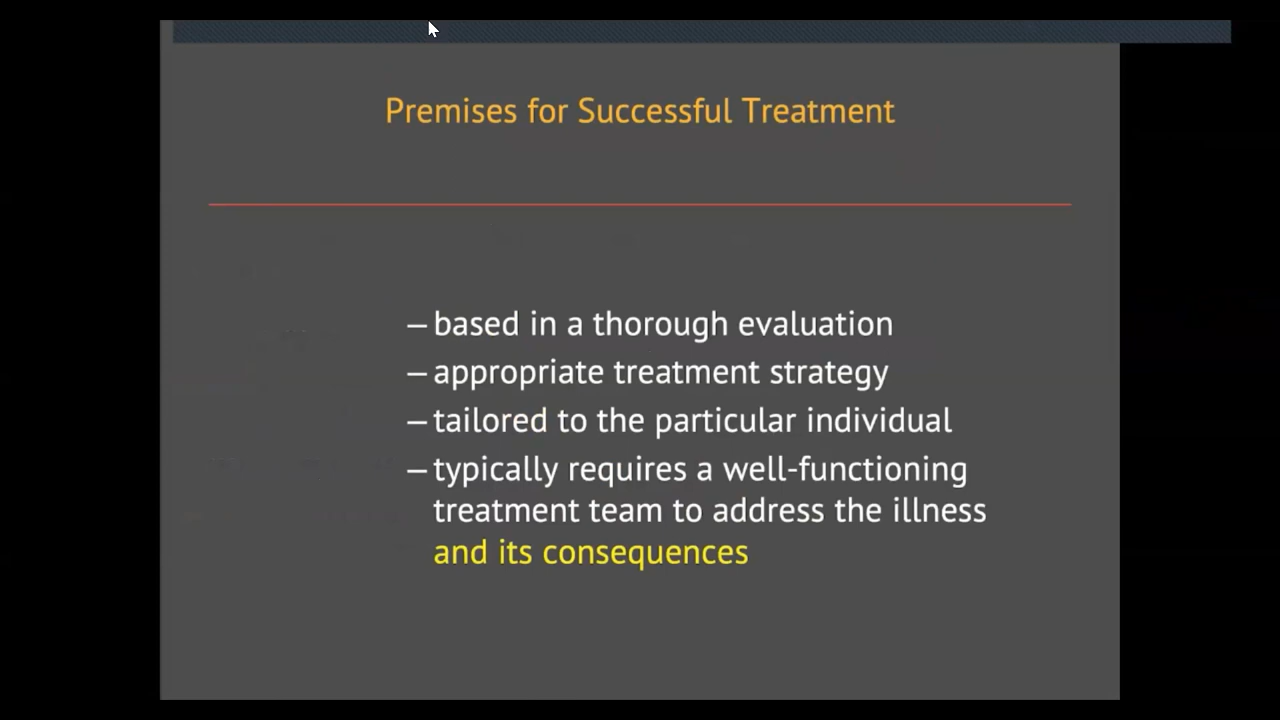 Premises for Successful Treatment
– based in a thorough evaluation
– appropriate treatment strategy
– tailored to the particular individual
– typically requires a well-functioning
treatment team to address the illness
and its consequences